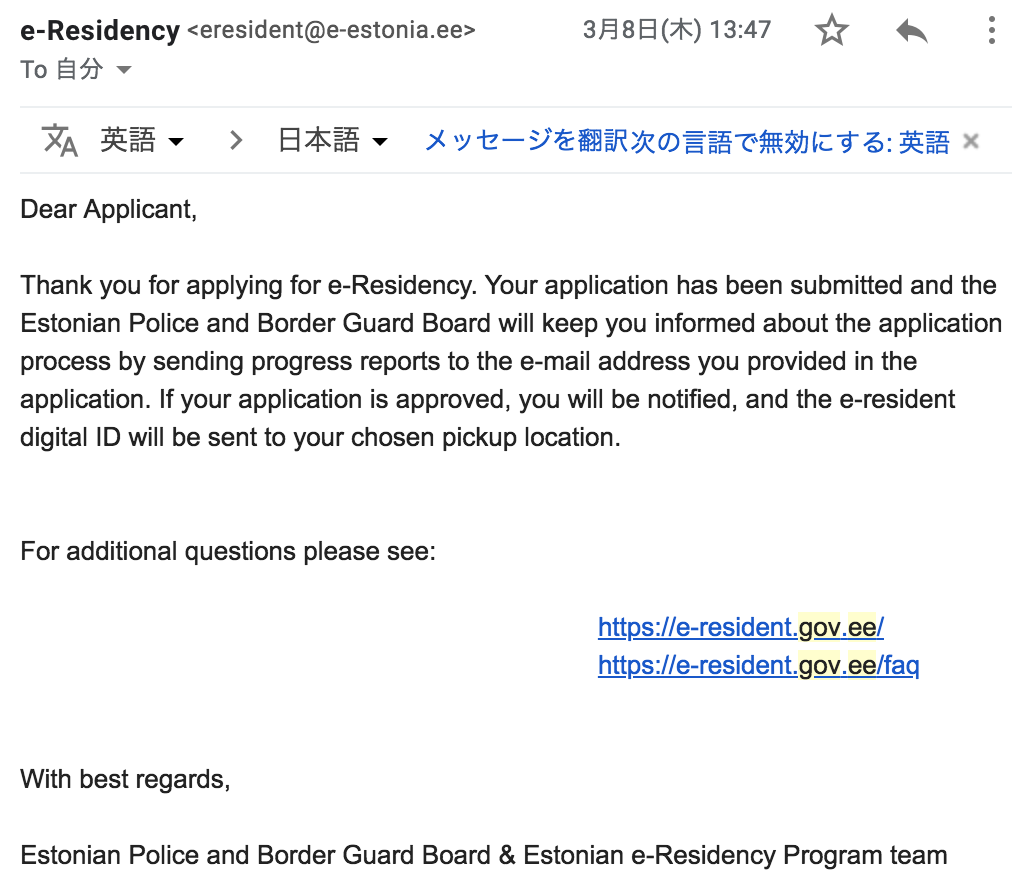 e-Residency <eresident@e-estonia.ee> 3月8日(木) 13:47
To 自分
英語 > 日本語 メッセージを翻訳次の言語で無効にする: 英語 ×
Dear Applicant,
Thank you for applying for e-Residency. Your application has been submitted and the
Estonian Police and Border Guard Board will keep you informed about the application
process by sending progress reports to the e-mail address you provided in the
application. If your application is approved, you will be notified, and the e-resident
digital ID will be sent to your chosen pickup location.
For additional questions please see:
https://e-resident.gov.ee/
https://e-resident.gov.ee/faq
With best regards,
Estonian Police and Border Guard Board & Estonian e-Residency Program team